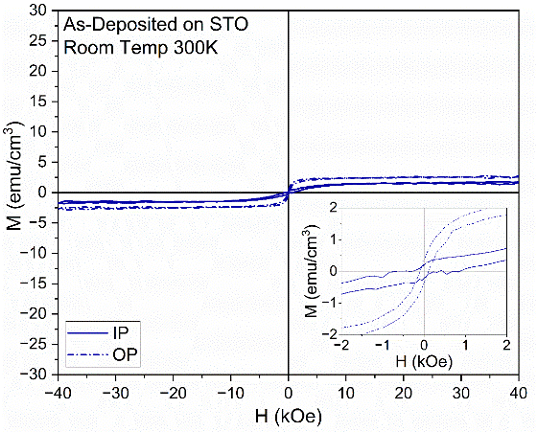 As-Deposited on STO
Room Temp 300K
M (emu/cm³)
30
25
20
15
10
5
0
−5
−10
−15
−20
−25
−30
IP
OP
M (emu/cm³)
2
1
0
−1
−2
−2 −1 0 1 2
H (kOe)
−40 −30 −20 −10 0 10 20 30 40
H (kOe)